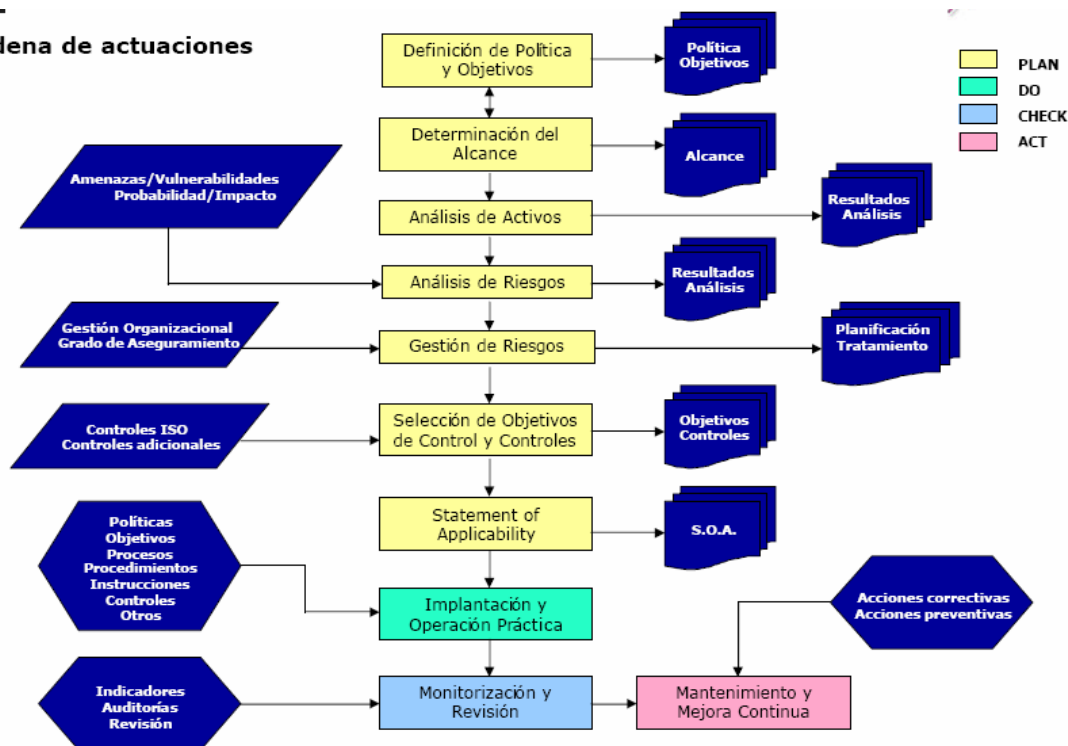 dena de actuaciones
Definición de Política
y Objetivos
Política
Objetivos
PLAN
DO
CHECK
ACT
Determinación del
Alcance
Alcance
Amenazas/Vulnerabilidades
Probabilidad/Impacto
Análisis de Activos
Resultados
Análisis
Análisis de Riesgos
Resultados
Análisis
Gestión Organizacional
Grado de Aseguramiento
Gestión de Riesgos
Planificación
Tratamiento
Controles ISO
Controles adicionales
Selección de Objetivos
de Control y Controles
Objetivos
Controles
Statement of
Applicability
S.O.A.
Políticas
Objetivos
Procesos
Procedimientos
Instrucciones
Controles
Otros
Implantación y
Operación Práctica
Acciones correctivas
Acciones preventivas
Indicadores
Auditorías
Revisión
Monitorización y
Revisión
Mantenimiento y
Mejora Continua